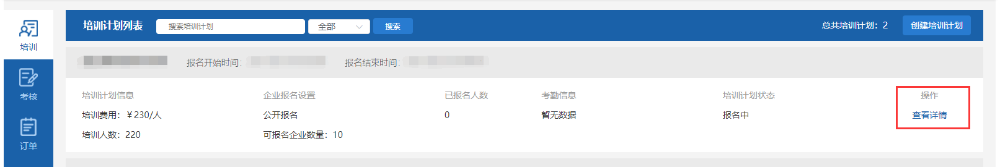 培训
考核
订单
培训计划列表 搜索培训计划 全部 搜索 总共培训计划：2 创建培训计划
报名开始时间： 报名结束时间：
培训计划信息 企业报名设置 已报名人数 考勤信息 培训计划状态 操作
培训费用：￥230/人 公开报名 0 暂无数据 报名中 查看详情
培训人数：220 可报名企业数量：10